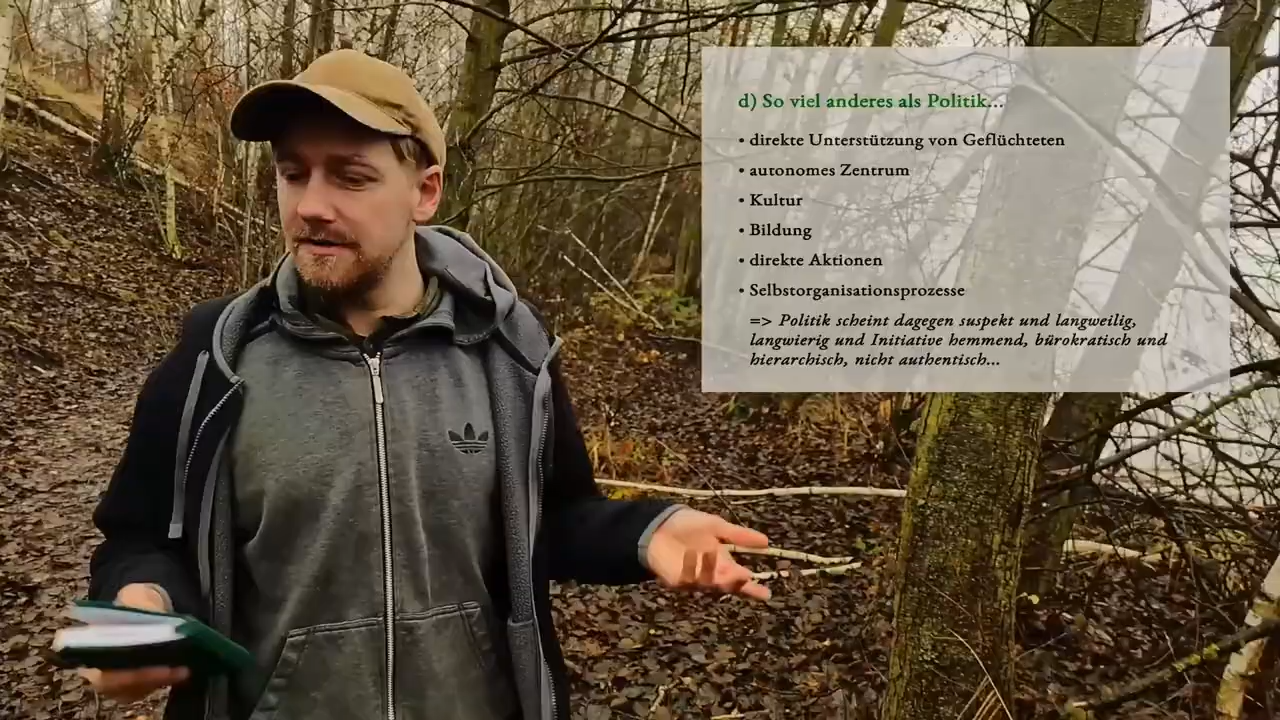 d) So viel anderes als Politik...
• direkte Unterstützung von Geflüchteten
• autonomes Zentrum
• Kultur
• Bildung
• direkte Aktionen
• Selbstorganisationsprozesse
=> Politik scheint dagegen suspekt und langweilig,
langwierig und Initiative hemmend, bürokratisch und
hierarchisch, nicht authentisch...